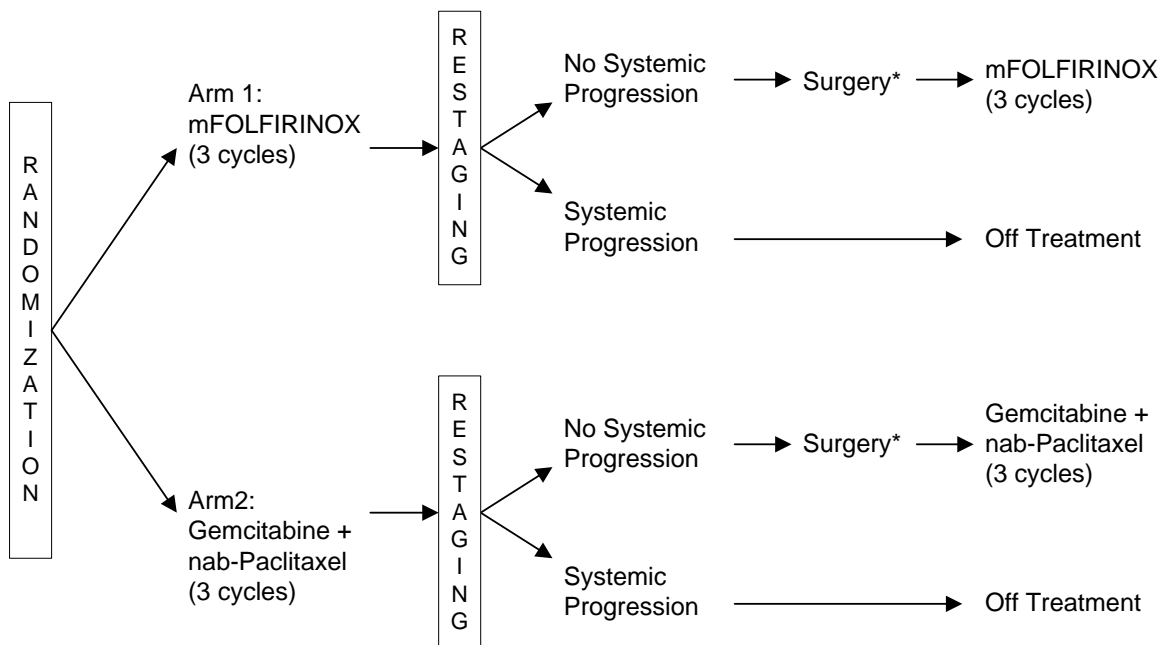 RANDOMIZATION
Arm 1:
mFOLFIRINOX
(3 cycles)
RESTAGING
No Systemic
Progression
Surgery*
mFOLFIRINOX
(3 cycles)
Systemic
Progression
Off Treatment
Arm2:
Gemcitabine +
nab-Paclitaxel
(3 cycles)
RESTAGING
No Systemic
Progression
Surgery*
Gemcitabine +
nab-Paclitaxel
(3 cycles)
Systemic
Progression
Off Treatment